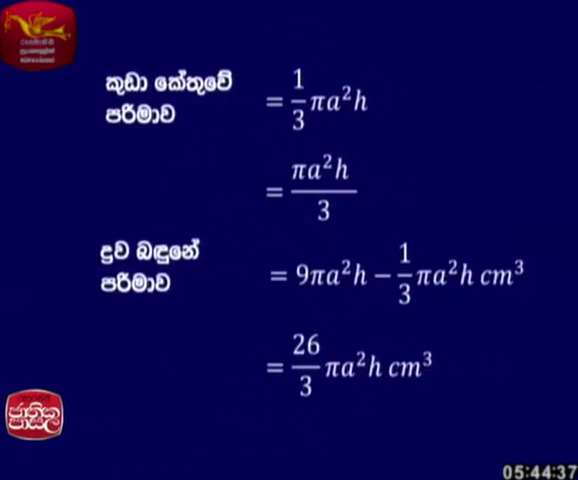 කුඩා කේතුවේ
පරිමාව
= 1/3 πa²h
= πa²h / 3
ද්‍රව බඳුනේ
පරිමාව
= 9πa²h − 1/3 πa²h cm³
= 26/3 πa²h cm³
ජාතික
පාසල
05:44:37